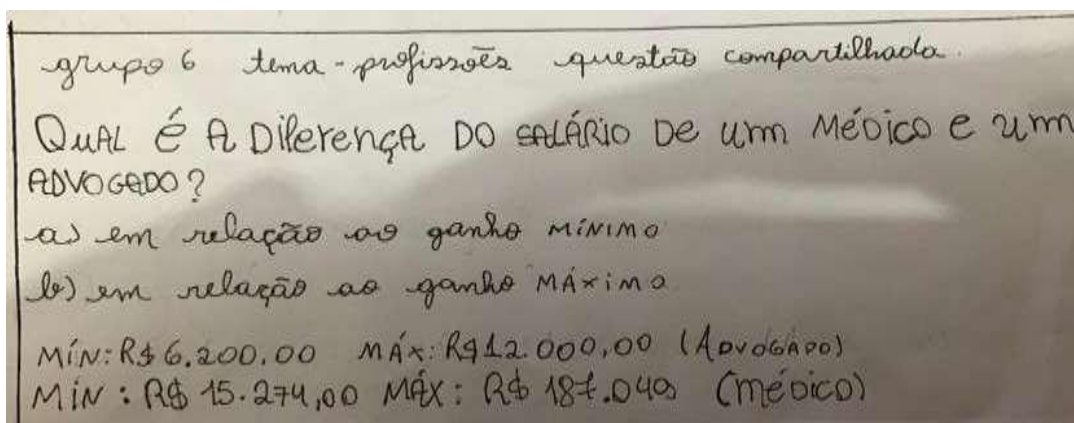 grupo 6 tema - profissões questão compartilhada.
QUAL É A DiferençA DO SALÁRIO De um MéDico e um
ADVOGADO?
a) em relação ao ganho MÍNIMO
b) em relação ao ganho MÁximo
MÍN: R$ 6.200,00 MÁX: R$ 12.000,00 (ADVOGADO)
MÍN: R$ 15.274,00 MÁX: R$ 187.049 (méDico)